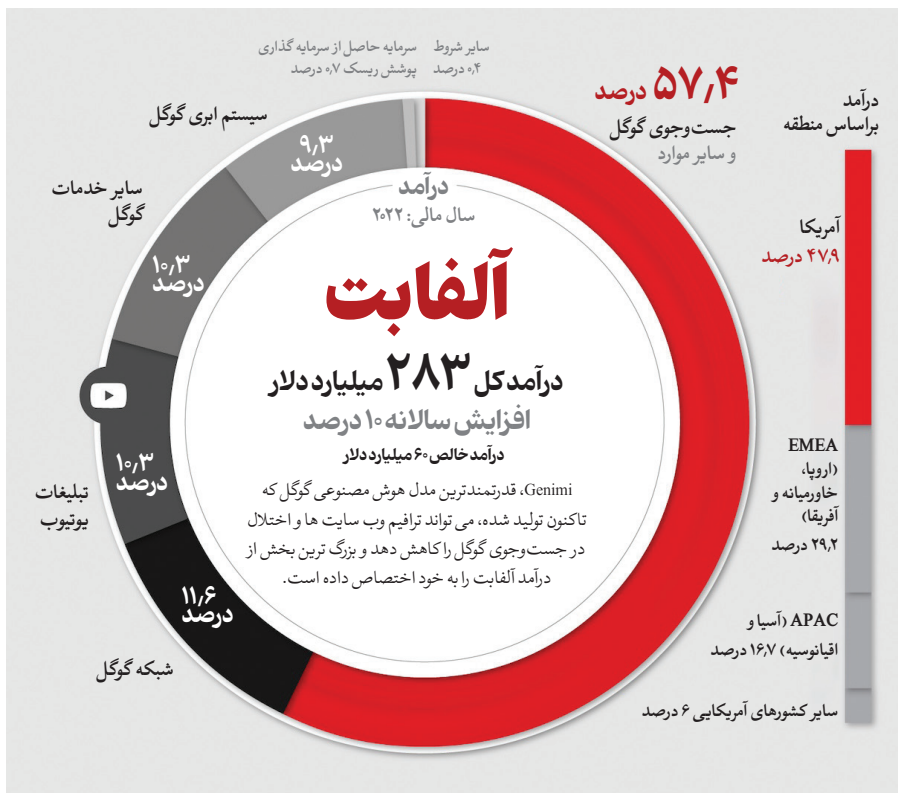 سایر شروط
۰٫۴ درصد
سرمایه حاصل از سرمایه گذاری
پوشش ریسک ۰٫۷ درصد
۵۷٫۴ درصد
جست‌وجوی گوگل
و سایر موارد
درآمد
براساس منطقه
آمریکا
۴۷٫۹ درصد
EMEA
(اروپا،
خاورمیانه و
آفریقا)
۲۹٫۲ درصد
APAC (آسیا و
اقیانوسیه) ۱۶٫۷ درصد
سایر کشورهای آمریکایی ۶ درصد
سیستم ابری گوگل
۹٫۳
درصد
سایر خدمات
گوگل
۱۰٫۳
درصد
تبلیغات
یوتیوب
۱۰٫۳
درصد
شبکه گوگل
۱۱٫۶
درصد
درآمد
سال مالی: ۲۰۲۲
آلفابت
درآمد کل ۲۸۳ میلیارد دلار
افزایش سالانه ۱۰ درصد
درآمد خالص ۶۰ میلیارد دلار
Genimi، قدرتمندترین مدل هوش مصنوعی گوگل که
تاکنون تولید شده، می تواند ترافیم وب سایت ها و اختلال
در جست‌وجوی گوگل را کاهش دهد و بزرگ ترین بخش از
درآمد آلفابت را به خود اختصاص داده است.